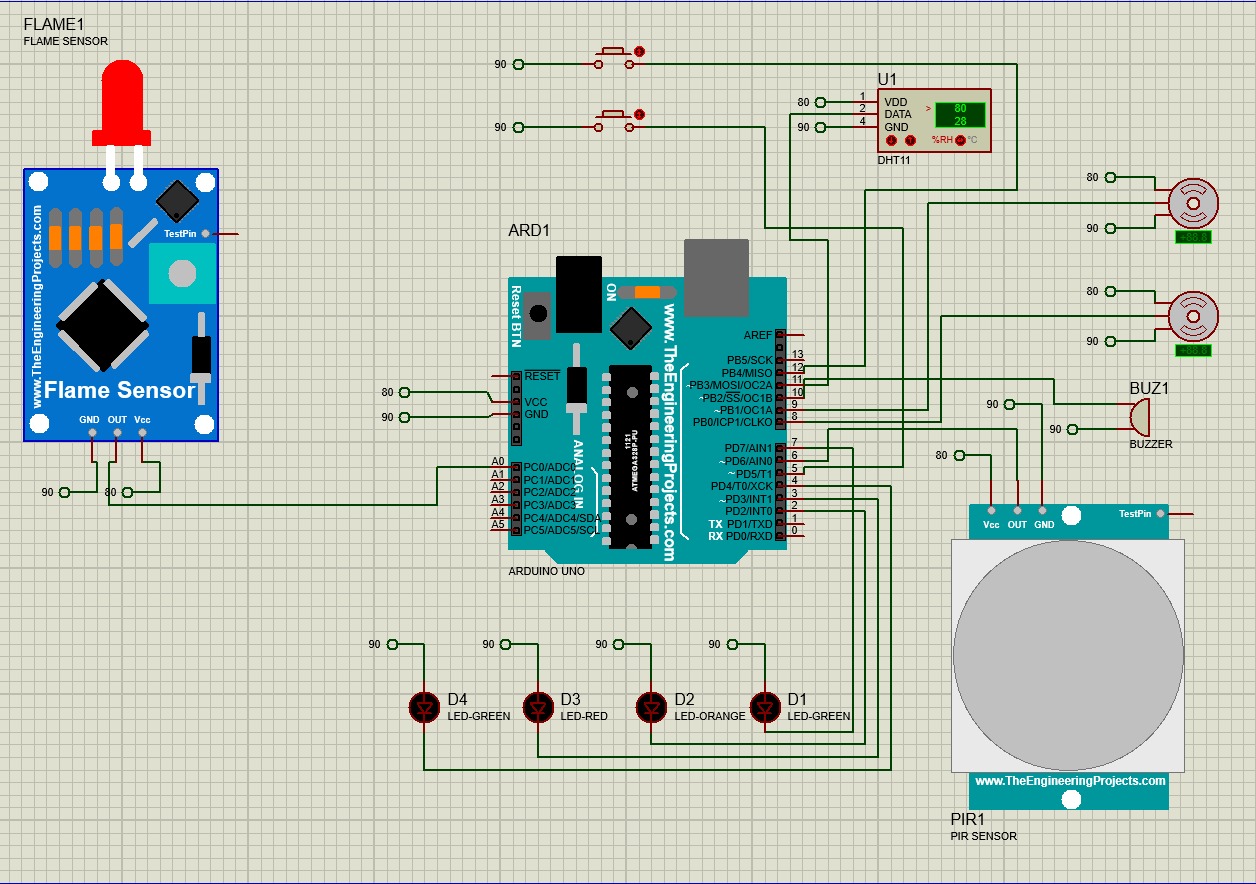 FLAME1
FLAME SENSOR
www.TheEngineeringProjects.com
TestPin
Flame Sensor
GND OUT Vcc
90
80
90
90
U1
80
90
1
2
4
VDD
DATA
GND
>
80
28
%RH
°C
DHT11
80
90
80
90
ARD1
Reset BTN
ON
www.TheEngineeringProjects.com
ANALOG IN
1121
ATMEGA328P-PU
80
90
RESET
VCC
GND
A0 PC0/ADC0
A1 PC1/ADC1
A2 PC2/ADC2
A3 PC3/ADC3
A4 PC4/ADC4/SDA
A5 PC5/ADC5/SCL
AREF
PB5/SCK 13
PB4/MISO 12
~PB3/MOSI/OC2A 11
~PB2/SS/OC1B 10
~PB1/OC1A 9
PB0/ICP1/CLKO 8
PD7/AIN1 7
~PD6/AIN0 6
~PD5/T1 5
PD4/T0/XCK 4
~PD3/INT1 3
PD2/INT0 2
TX PD1/TXD 1
RX PD0/RXD 0
ARDUINO UNO
BUZ1
90
90
BUZZER
80
Vcc OUT GND
TestPin
www.TheEngineeringProjects.com
PIR1
PIR SENSOR
90
90
90
90
D4
LED-GREEN
D3
LED-RED
D2
LED-ORANGE
D1
LED-GREEN